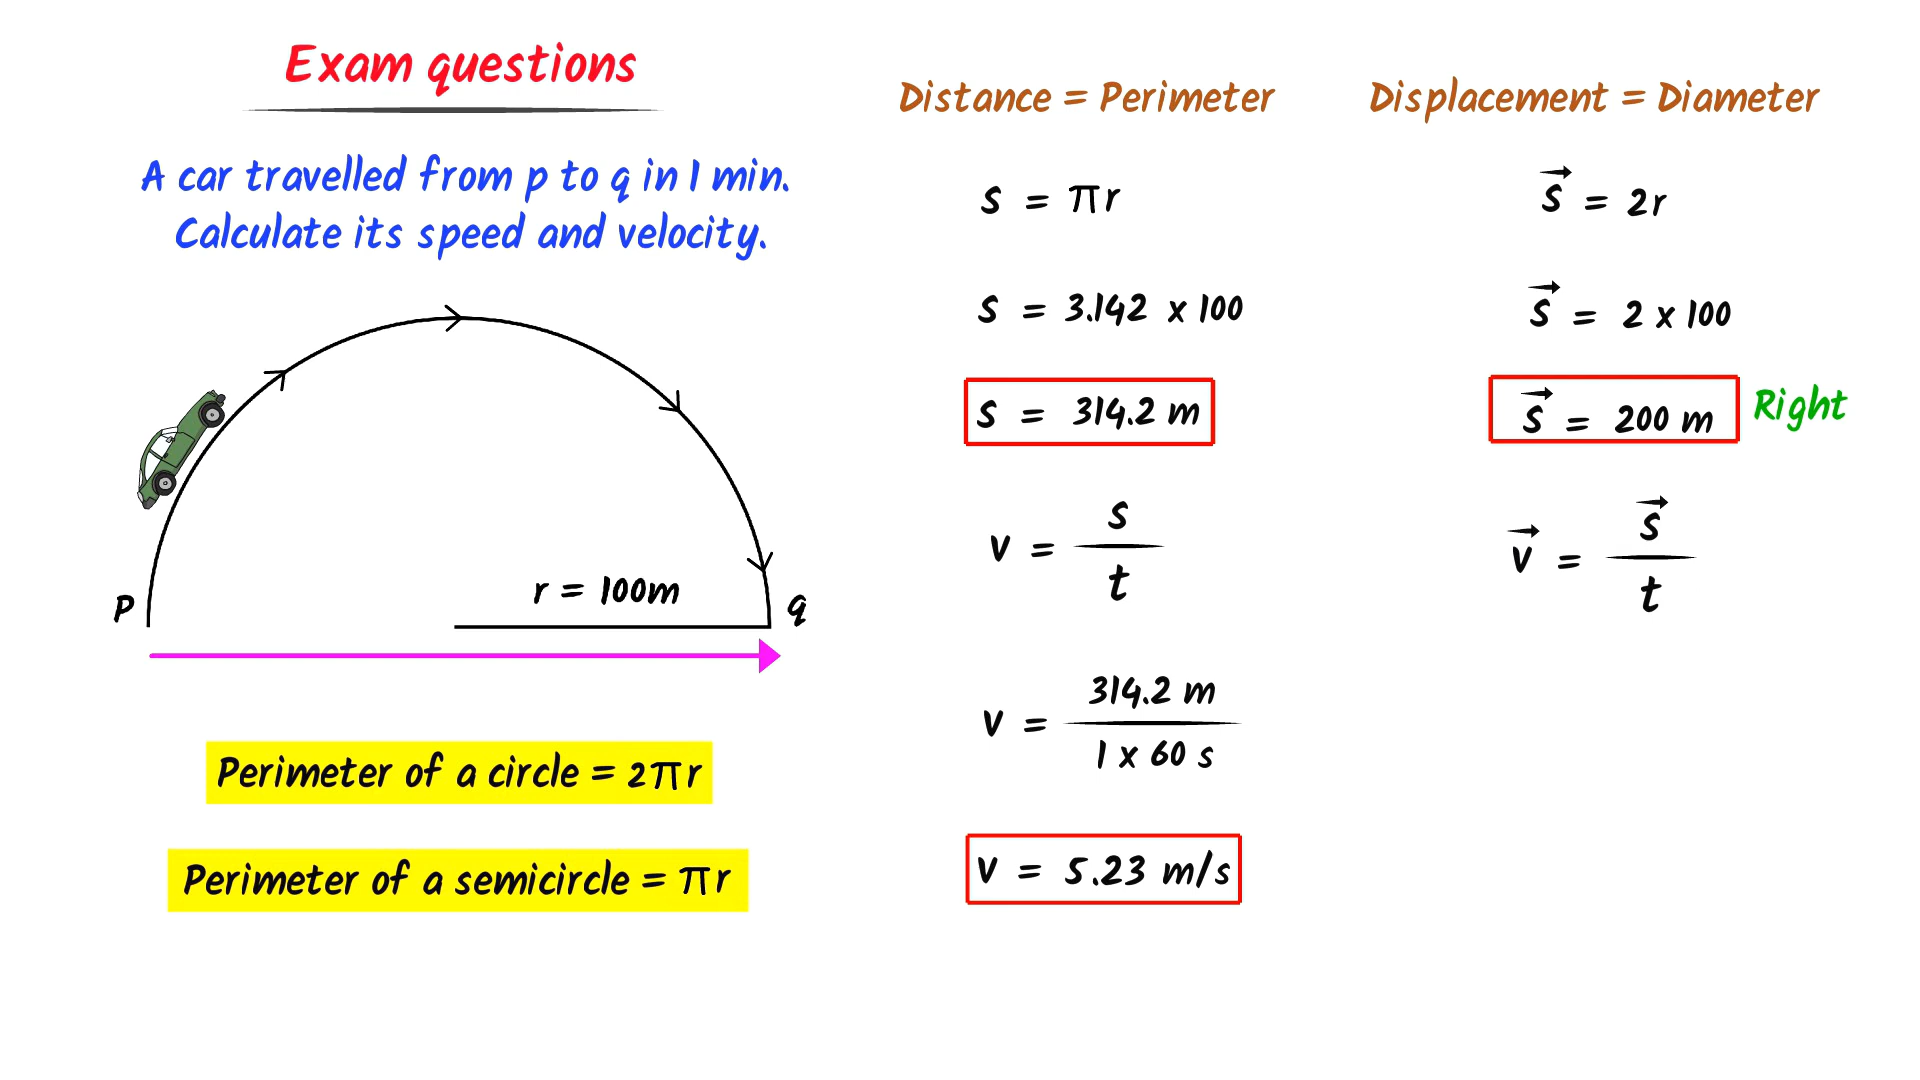 Exam questions
A car travelled from p to q in 1 min.
Calculate its speed and velocity.
P
r = 100m
q
Perimeter of a circle = 2πr
Perimeter of a semicircle = πr
Distance = Perimeter
s = πr
s = 3.142 x 100
s = 314.2 m
v = s / t
v = 314.2 m / 1 x 60 s
v = 5.23 m/s
Displacement = Diameter
s⃗ = 2r
s⃗ = 2 x 100
s⃗ = 200 m Right
v⃗ = s⃗ / t